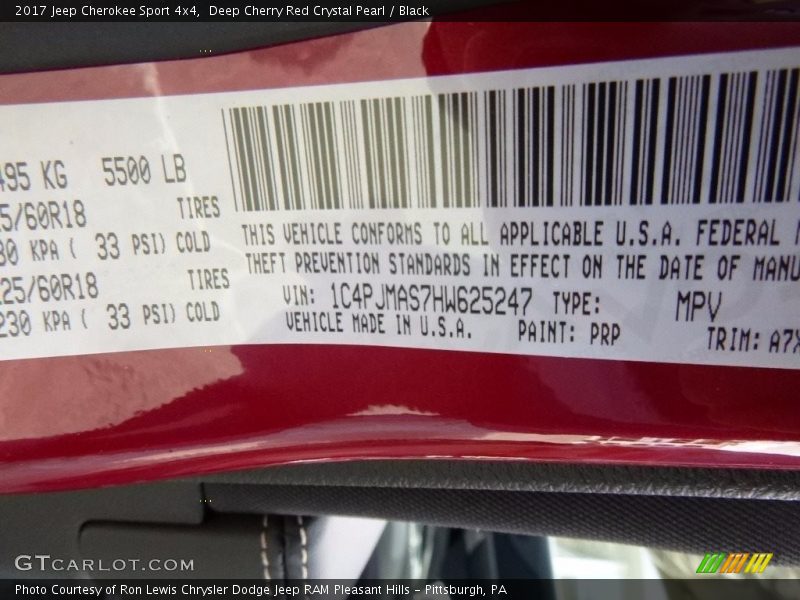 2017 Jeep Cherokee Sport 4x4, Deep Cherry Red Crystal Pearl / Black
495 KG 5500 LB
5/60R18 TIRES
30 KPA ( 33 PSI) COLD
225/60R18 TIRES
230 KPA ( 33 PSI) COLD
THIS VEHICLE CONFORMS TO ALL APPLICABLE U.S.A. FEDERAL
THEFT PREVENTION STANDARDS IN EFFECT ON THE DATE OF MANU
VIN: 1C4PJMAS7HW625247 TYPE: MPV
VEHICLE MADE IN U.S.A. PAINT: PRP
TRIM: A7X
GTCARLOT.COM
Photo Courtesy of Ron Lewis Chrysler Dodge Jeep RAM Pleasant Hills - Pittsburgh, PA